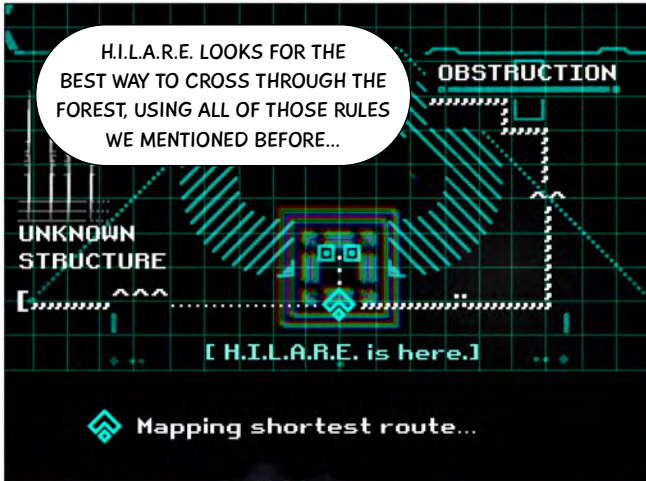 H.I.L.A.R.E. LOOKS FOR THE
BEST WAY TO CROSS THROUGH THE
FOREST, USING ALL OF THOSE RULES
WE MENTIONED BEFORE...
OBSTRUCTION
UNKNOWN
STRUCTURE
[ H.I.L.A.R.E. is here.]
Mapping shortest route...